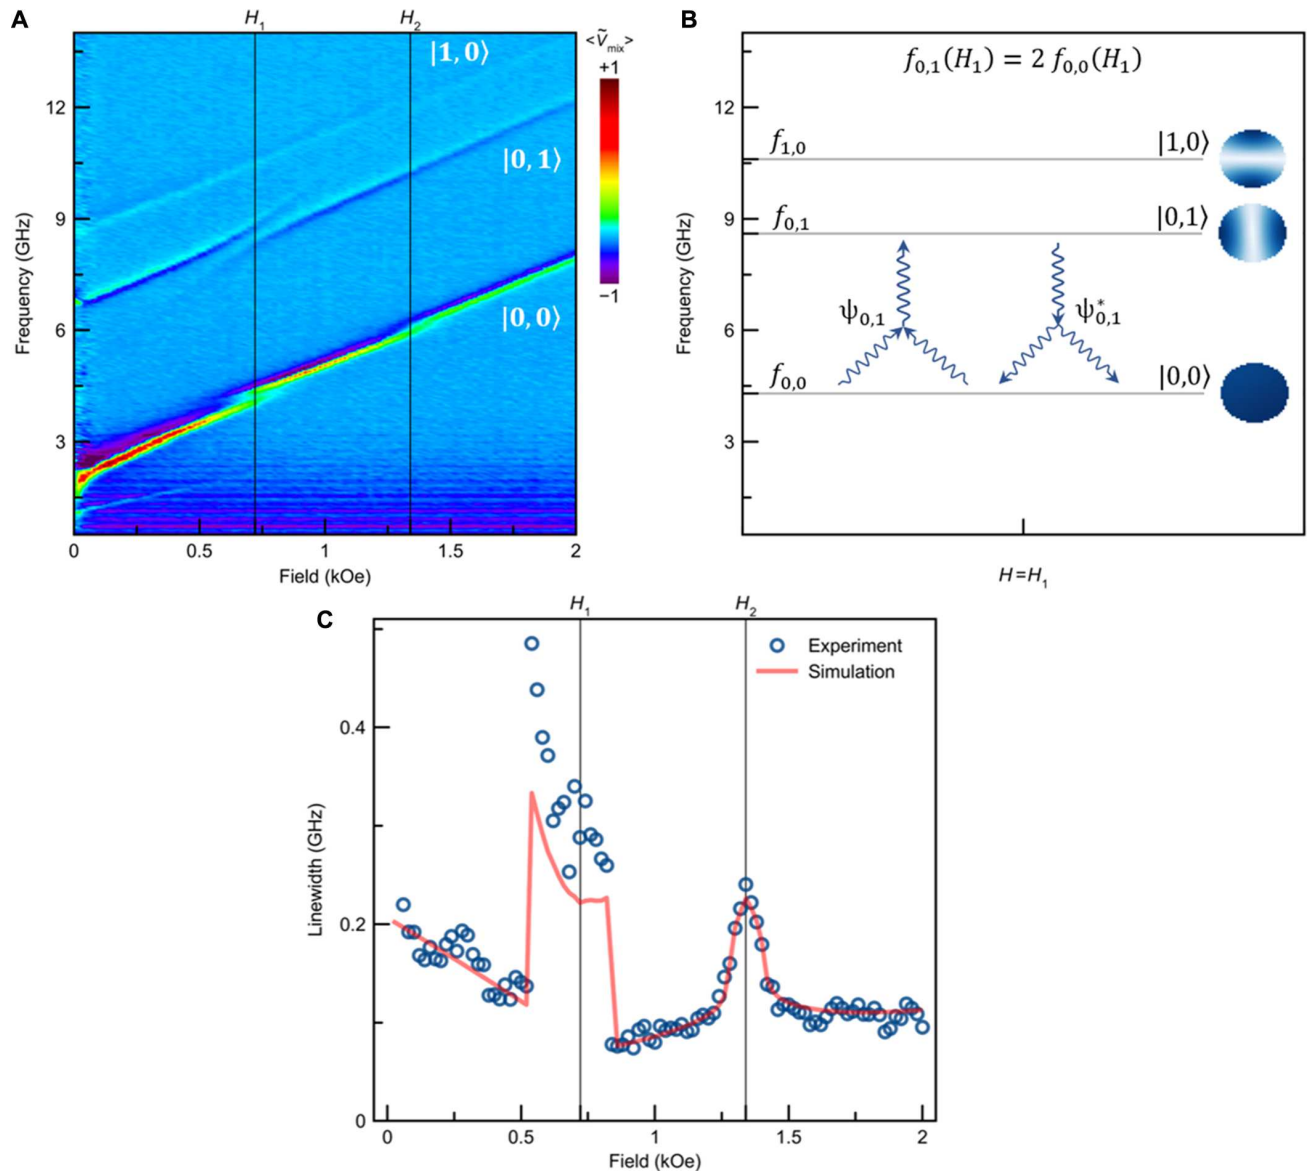 A
H₁ H₂
<Ṽmix>
+1
−1
|1, 0⟩
|0, 1⟩
|0, 0⟩
12
9
6
3
Frequency (GHz)
0 0.5 1 1.5 2
Field (kOe)
B
f₀,₁(H₁) = 2 f₀,₀(H₁)
12
9
6
3
Frequency (GHz)
f₁,₀ |1,0⟩
f₀,₁ |0,1⟩
ψ₀,₁ ψ*₀,₁
f₀,₀ |0,0⟩
H=H₁
C
H₁ H₂
Experiment
Simulation
0.4
0.2
0
Linewidth (GHz)
0 0.5 1 1.5 2
Field (kOe)